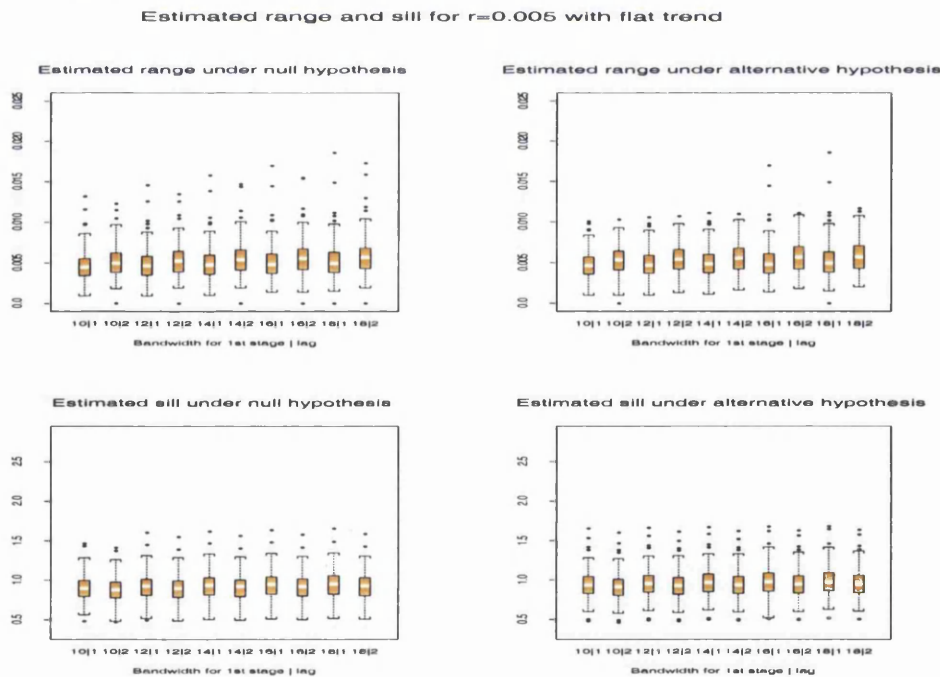 Estimated range and sill for r=0.005 with flat trend
Estimated range under null hypothesis
0.025
0.020
0.015
0.010
0.005
0.0
10|1 10|2 12|1 12|2 14|1 14|2 16|1 16|2 18|1 18|2
Bandwidth for 1st stage | lag
Estimated range under alternative hypothesis
0.025
0.020
0.015
0.010
0.005
0.0
10|1 10|2 12|1 12|2 14|1 14|2 16|1 16|2 18|1 18|2
Bandwidth for 1st stage | lag
Estimated sill under null hypothesis
2.5
2.0
1.5
1.0
0.5
10|1 10|2 12|1 12|2 14|1 14|2 16|1 16|2 18|1 18|2
Bandwidth for 1st stage | lag
Estimated sill under alternative hypothesis
2.5
2.0
1.5
1.0
0.5
10|1 10|2 12|1 12|2 14|1 14|2 16|1 16|2 18|1 18|2
Bandwidth for 1st stage | lag